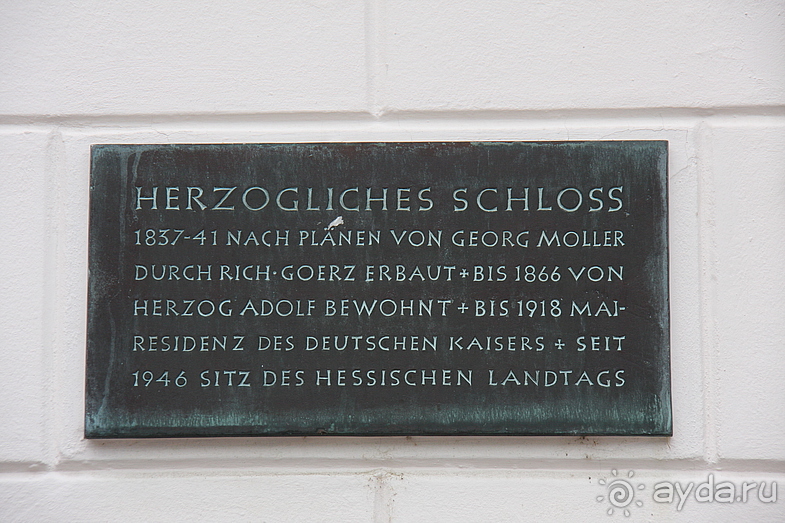 HERZOGLICHES SCHLOSS
1837-41 NACH PLÄNEN VON GEORG MOLLER
DURCH RICH· GOERZ ERBAUT + BIS 1866 VON
HERZOG ADOLF BEWOHNT + BIS 1918 MAI-
RESIDENZ DES DEUTSCHEN KAISERS + SEIT
1946 SITZ DES HESSISCHEN LANDTAGS
ayda.ru